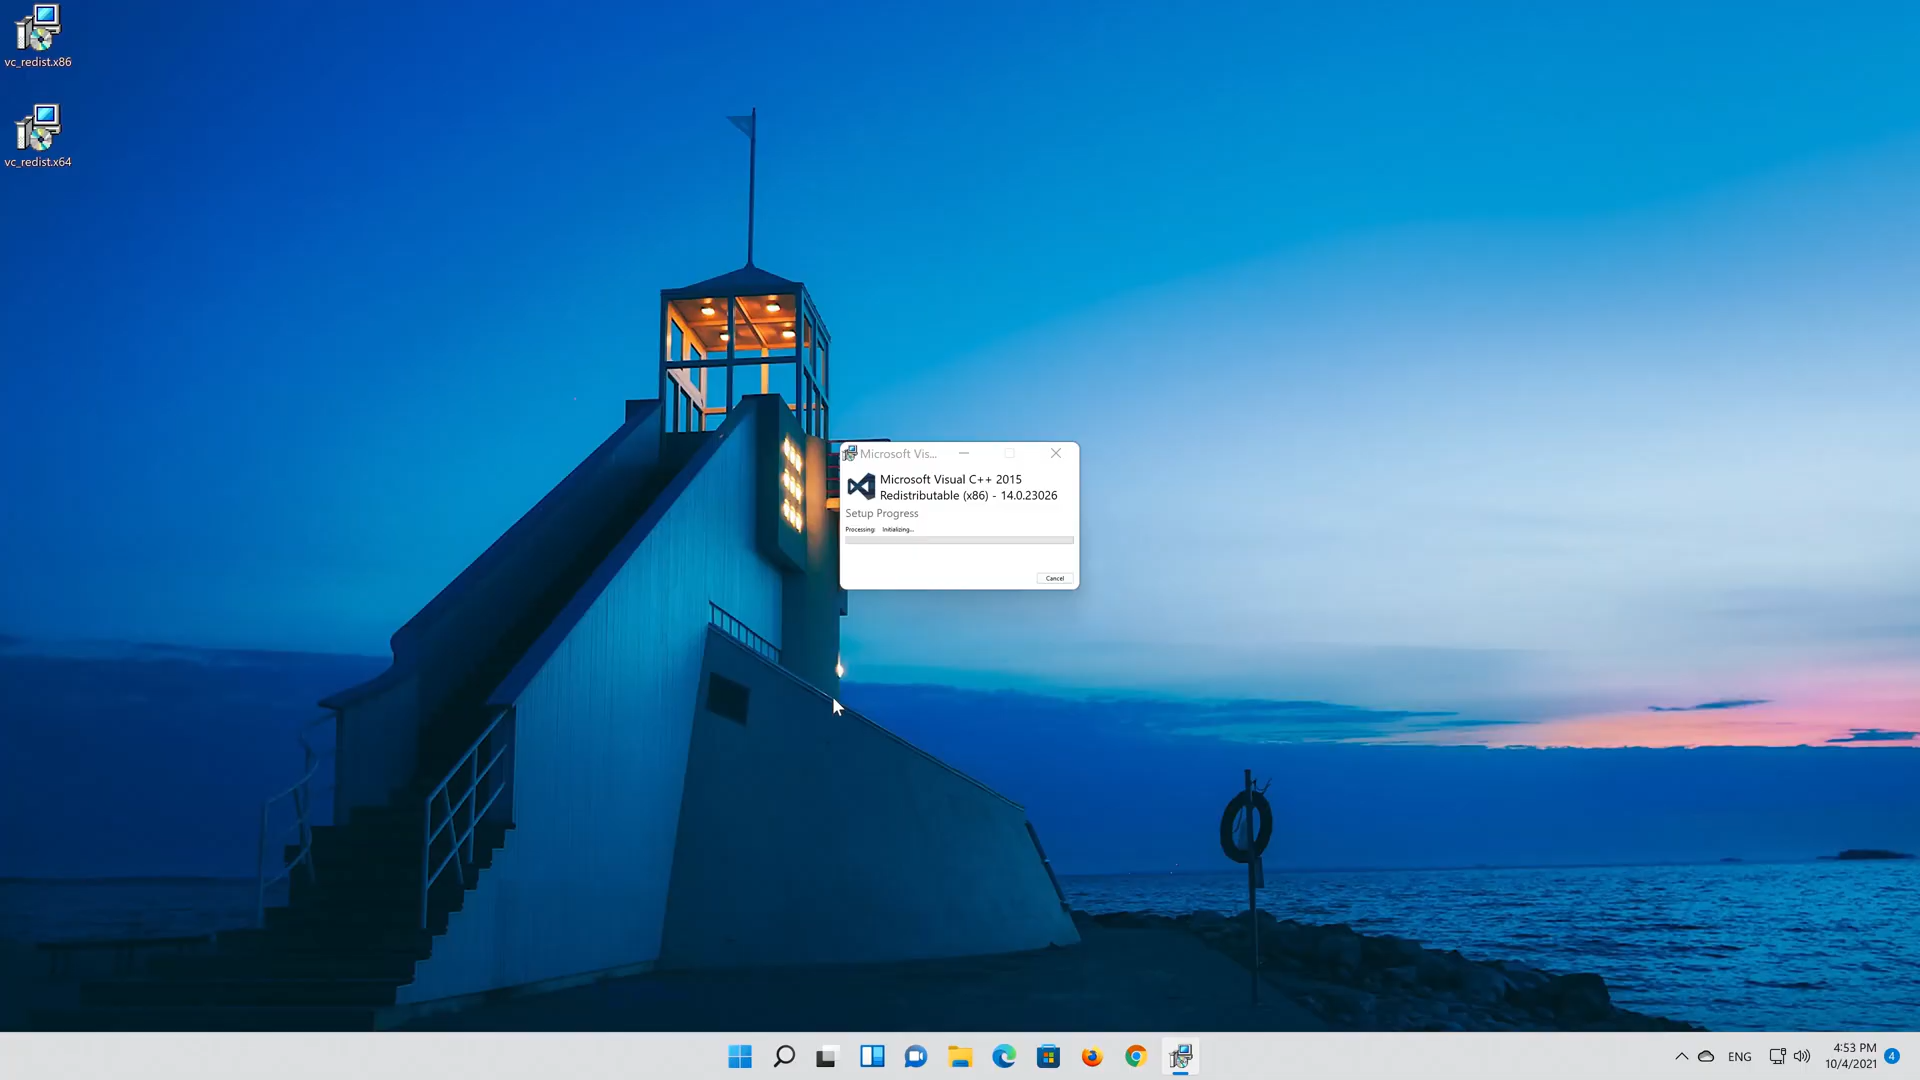 vc_redist.x86
vc_redist.x64
Microsoft Vis...
Microsoft Visual C++ 2015
Redistributable (x86) - 14.0.23026
Setup Progress
Processing: Initializing...
Cancel
ENG
4:53 PM
10/4/2021
4